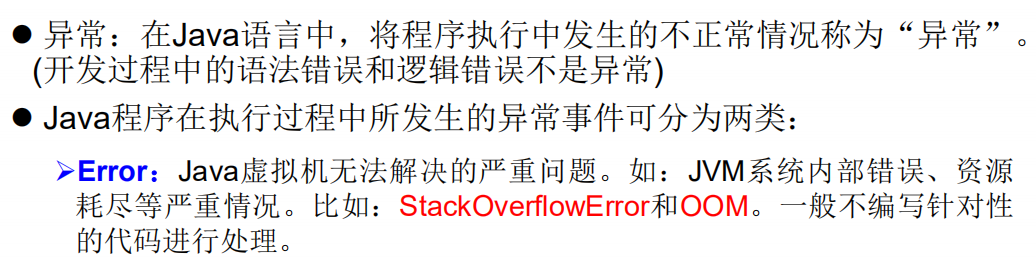 ● 异常：在Java语言中，将程序执行中发生的不正常情况称为“异常”。
(开发过程中的语法错误和逻辑错误不是异常)
● Java程序在执行过程中所发生的异常事件可分为两类：
➢Error：Java虚拟机无法解决的严重问题。如：JVM系统内部错误、资源
耗尽等严重情况。比如：StackOverflowError和OOM。一般不编写针对性
的代码进行处理。